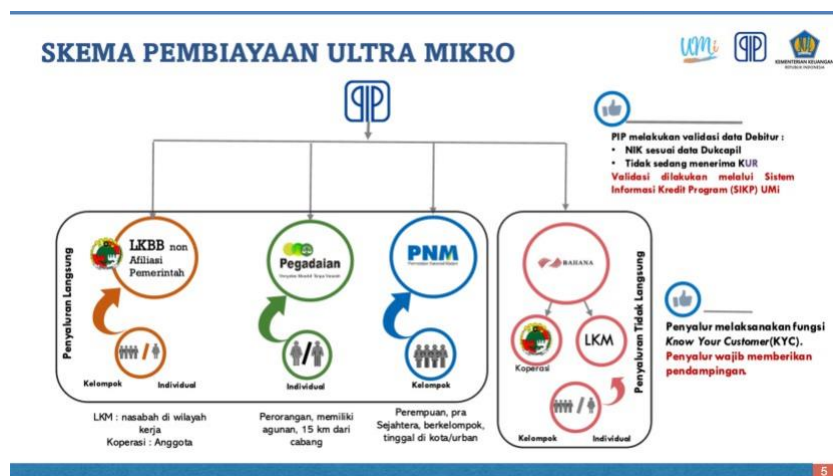 SKEMA PEMBIAYAAN ULTRA MIKRO
UMi
PIP
KEMENTERIAN KEUANGAN
REPUBLIK INDONESIA
PIP
PIP melakukan validasi data Debitur :
• NIK sesuai data Dukcapil
• Tidak sedang menerima KUR
Validasi dilakukan melalui Sistem
Informasi Kredit Program (SIKP) UMi
Penyaluran Langsung
LKBB non
Afiliasi
Pemerintah
Kelompok
Individual
LKM : nasabah di wilayah
kerja
Koperasi : Anggota
Pegadaian
Individual
Perorangan, memiliki
agunan, 15 km dari
cabang
PNM
Kelompok
Perempuan, pra
Sejahtera, berkelompok,
tinggal di kota/urban
Penyaluran Tidak Langsung
BAHANA
Koperasi
LKM
Kelompok
Individual
Penyalur melaksanakan fungsi
Know Your Customer(KYC).
Penyalur wajib memberikan
pendampingan.
5